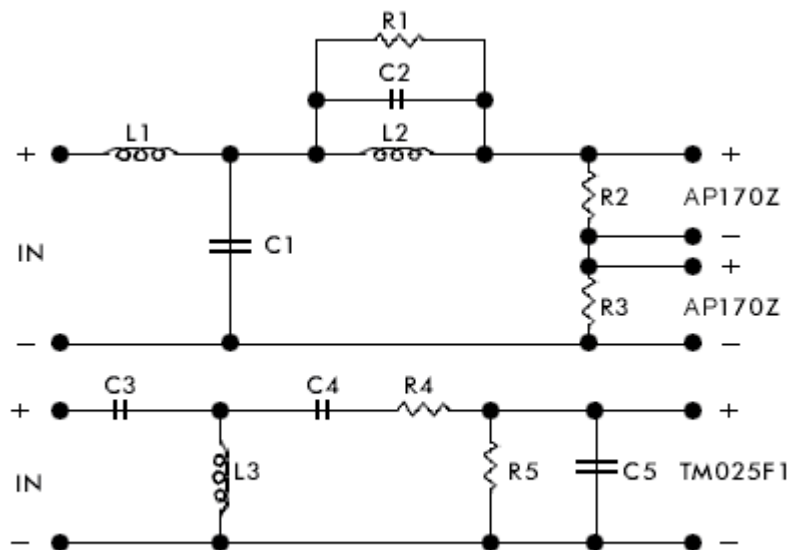 R1
C2
L1
L2
+
+
R2
AP170Z
C1
−
IN
+
R3
AP170Z
−
−
C3
C4
R4
+
+
L3
R5
C5
TM025F1
IN
−
−